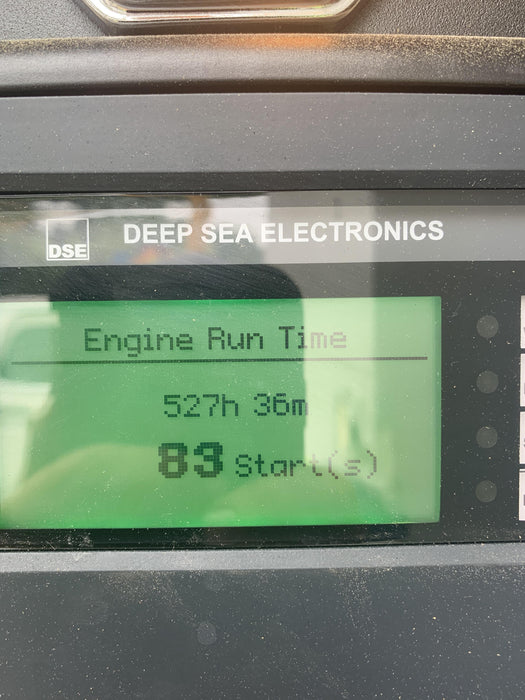 DSE
DEEP SEA ELECTRONICS
Engine Run Time
527h 36m
83 Start(s)